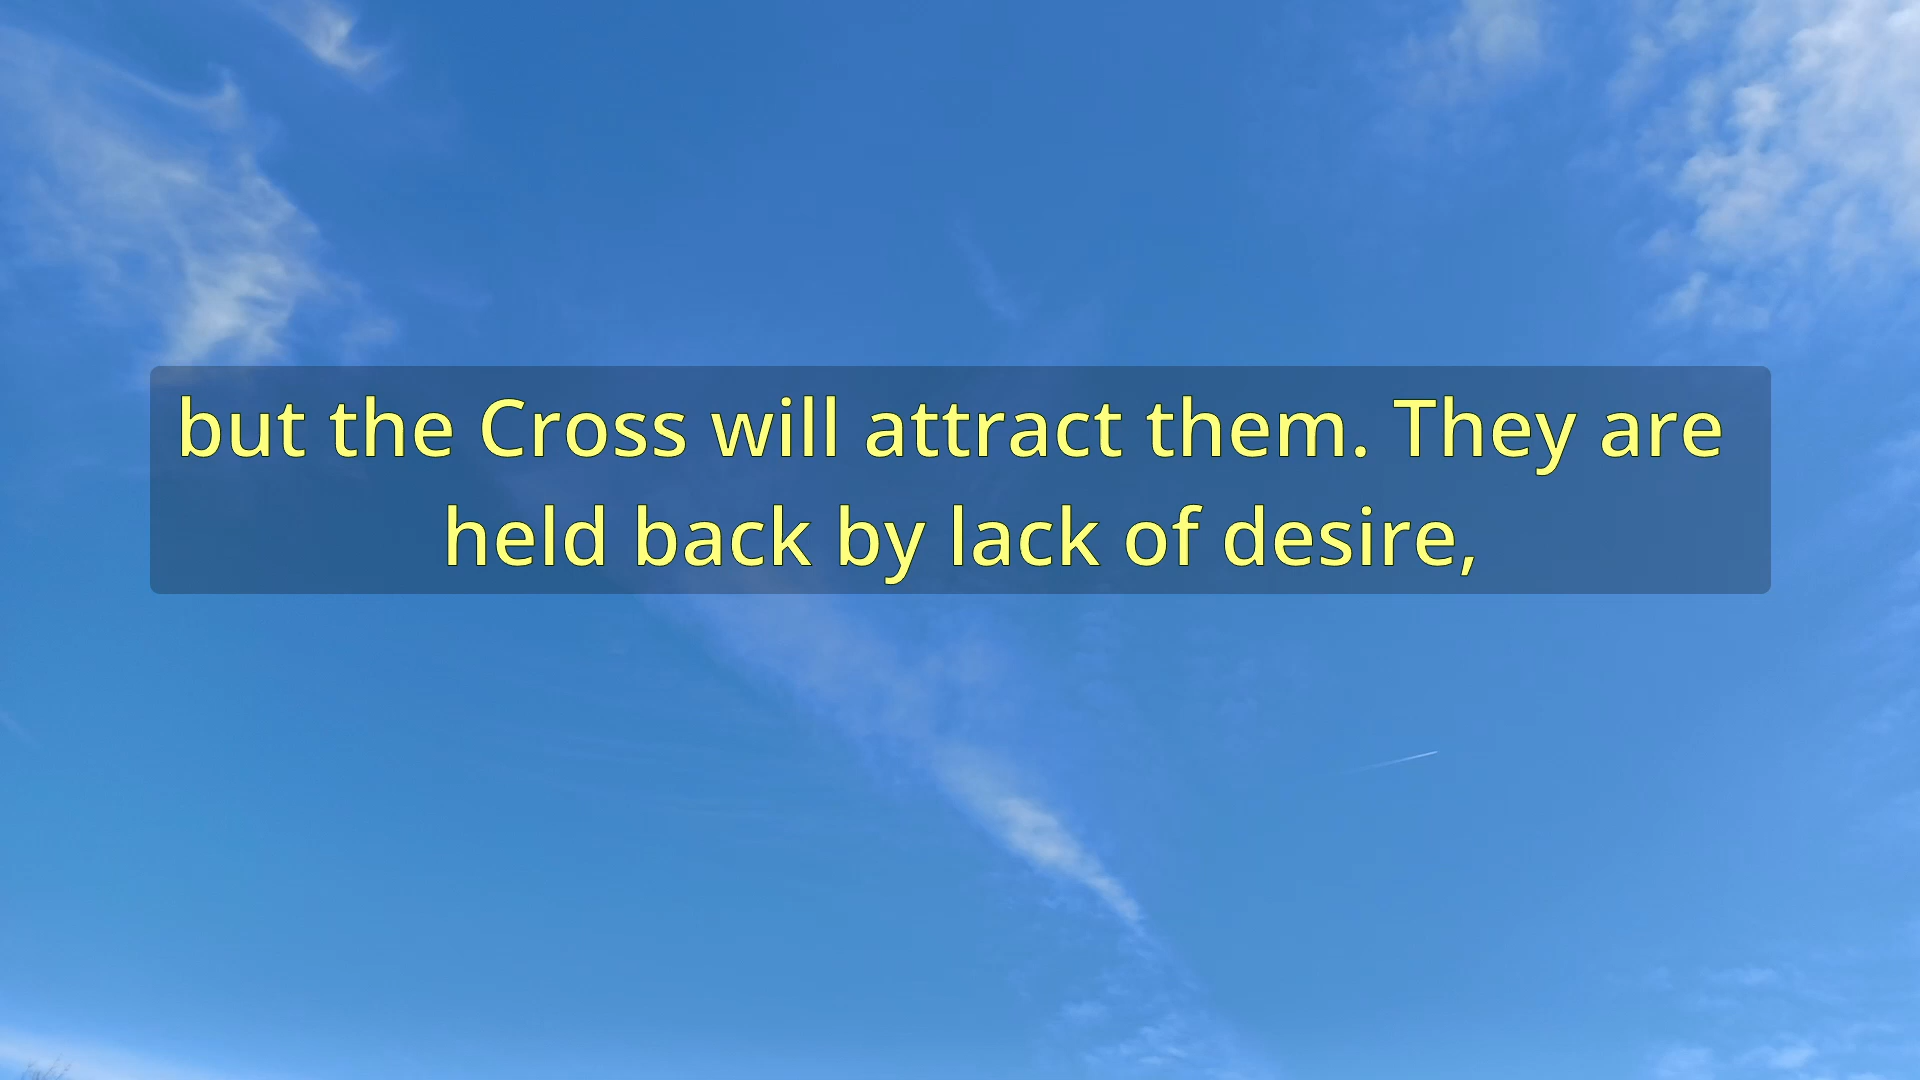 but the Cross will attract them. They are
held back by lack of desire,